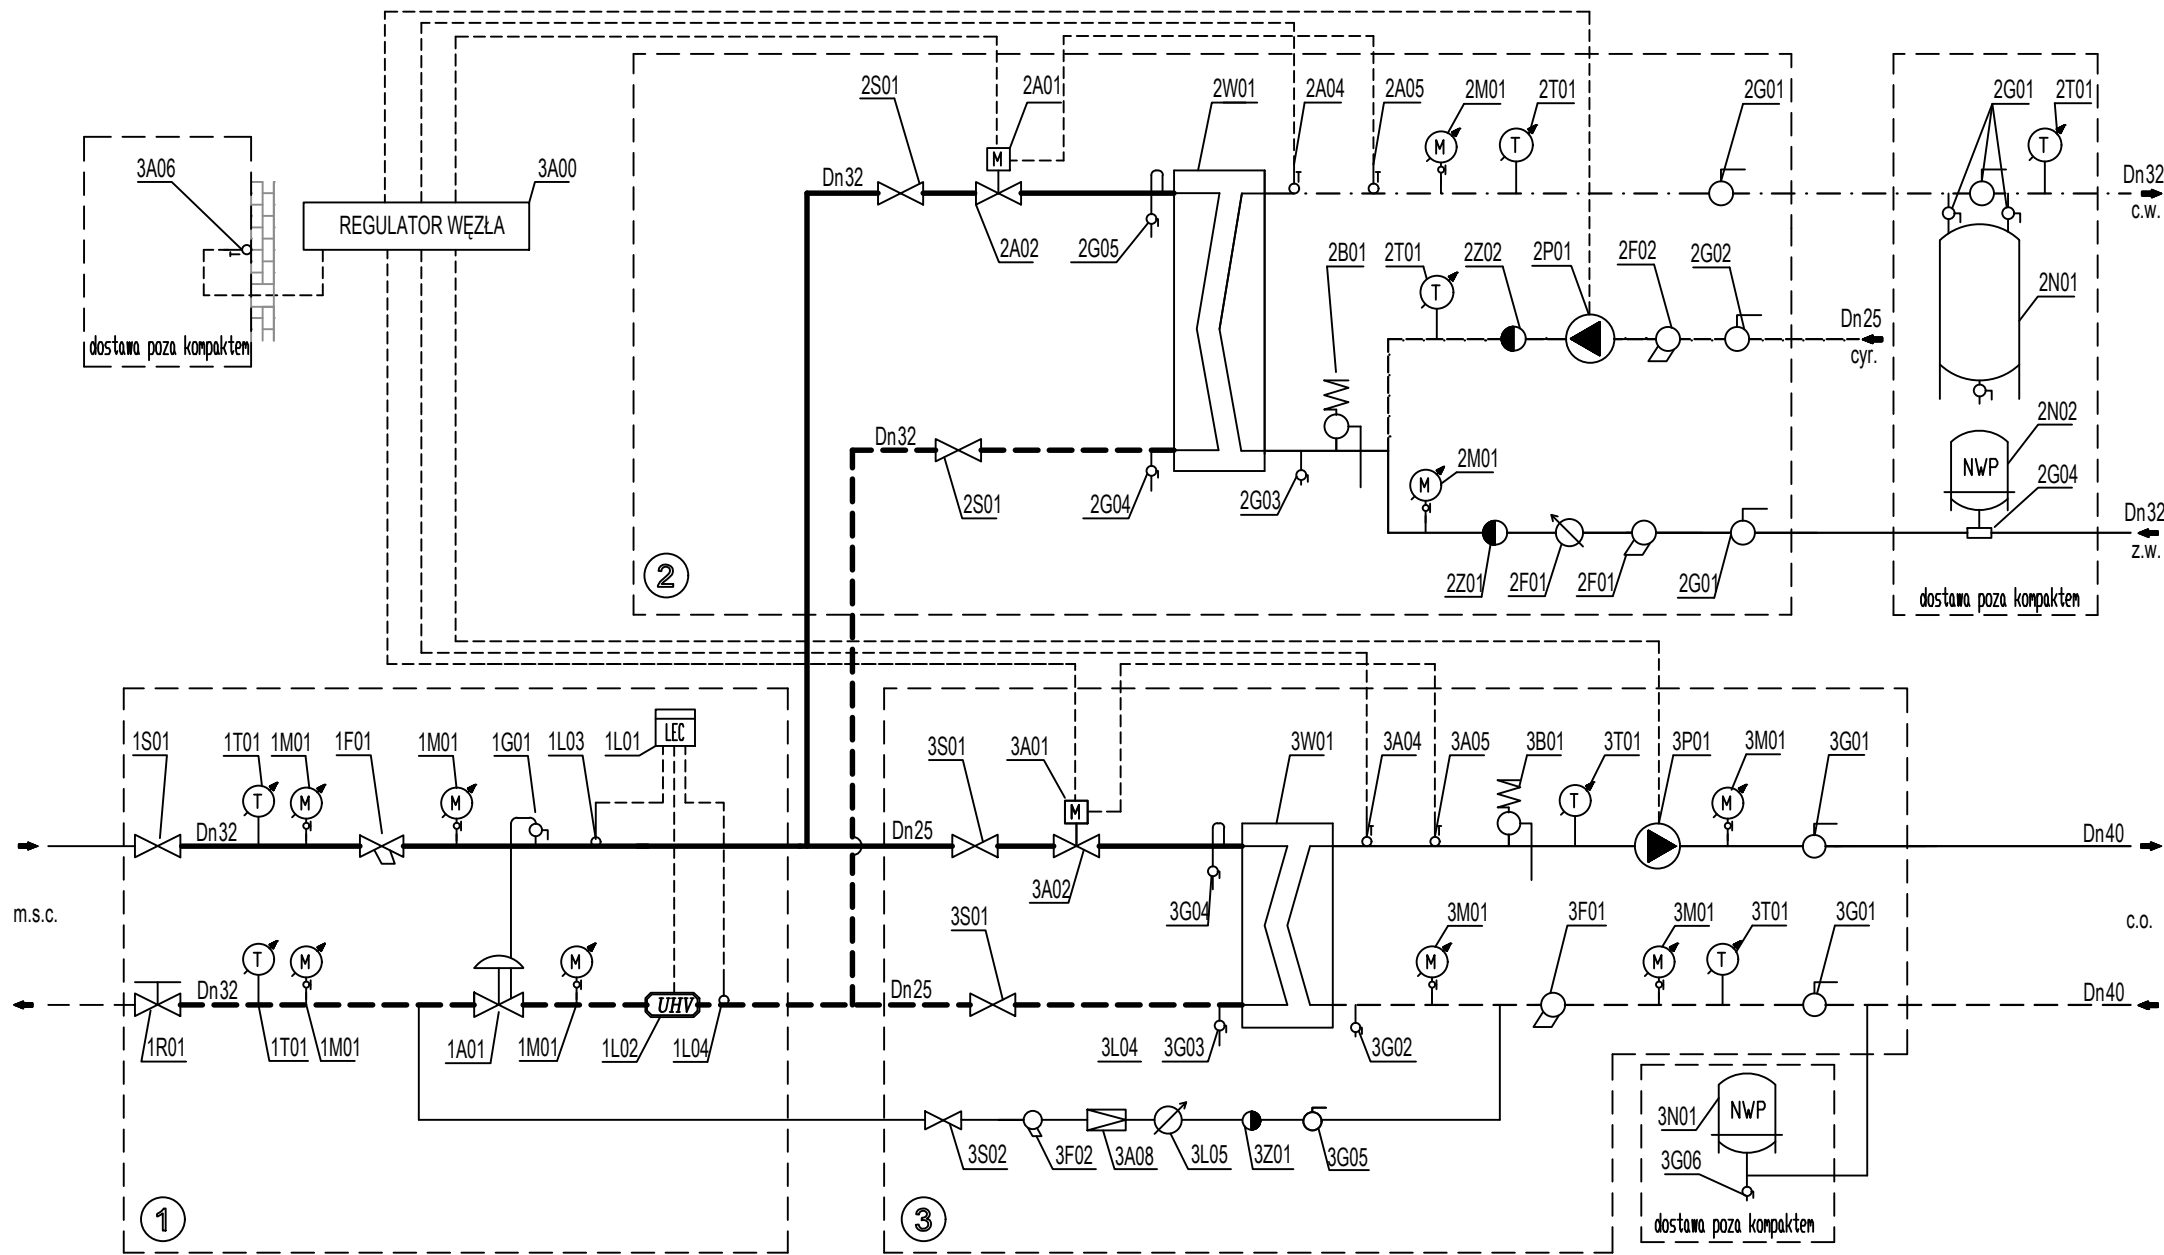 2S01
2A01
2W01
2A04
2A05
2M01
2T01
2G01
2G01
2T01
3A06
3A00
REGULATOR WĘZŁA
Dn32
Dn32
c.w.
2A02
2G05
2B01
2T01
2Z02
2P01
2F02
2G02
2N01
Dn25
cyr.
dostawa poza kompaktem
Dn32
2N02
NWP
2M01
2G04
2S01
2G04
2G03
Dn32
z.w.
2Z01
2F01
2F01
2G01
2
dostawa poza kompaktem
LEC
1S01
1T01
1M01
1F01
1M01
1G01
1L03
1L01
3S01
3A01
3W01
3A04
3A05
3B01
3T01
3P01
3M01
3G01
M
M
T
T
T
M
M
T
M
M
M
T
M
Dn32
Dn25
Dn40
3A02
3G04
m.s.c.
3S01
3M01
3F01
3M01
3T01
3G01
c.o.
T
M
M
M
M
T
Dn32
UHV
Dn25
Dn40
1R01
1T01
1M01
1A01
1M01
1L02
1L04
3L04
3G03
3G02
3N01
NWP
3S02
3F02
3A08
3L05
3Z01
3G05
3G06
1
3
dostawa poza kompaktem